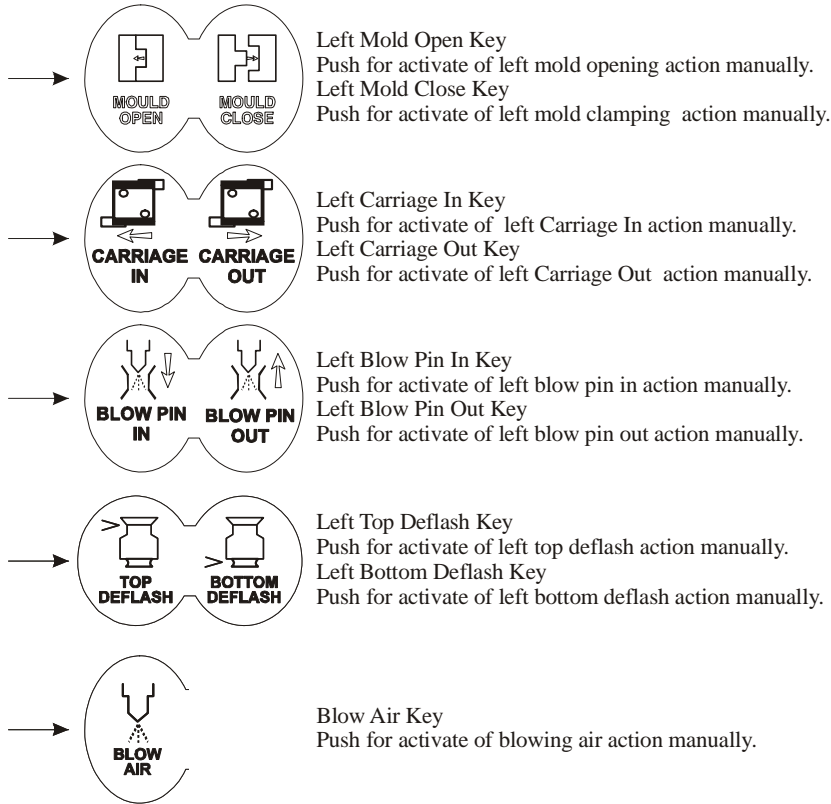 MOULD OPEN
MOULD CLOSE
Left Mold Open Key
Push for activate of left mold opening action manually.
Left Mold Close Key
Push for activate of left mold clamping action manually.
CARRIAGE IN
CARRIAGE OUT
Left Carriage In Key
Push for activate of left Carriage In action manually.
Left Carriage Out Key
Push for activate of left Carriage Out action manually.
BLOW PIN IN
BLOW PIN OUT
Left Blow Pin In Key
Push for activate of left blow pin in action manually.
Left Blow Pin Out Key
Push for activate of left blow pin out action manually.
TOP DEFLASH
BOTTOM DEFLASH
Left Top Deflash Key
Push for activate of left top deflash action manually.
Left Bottom Deflash Key
Push for activate of left bottom deflash action manually.
BLOW AIR
Blow Air Key
Push for activate of blowing air action manually.